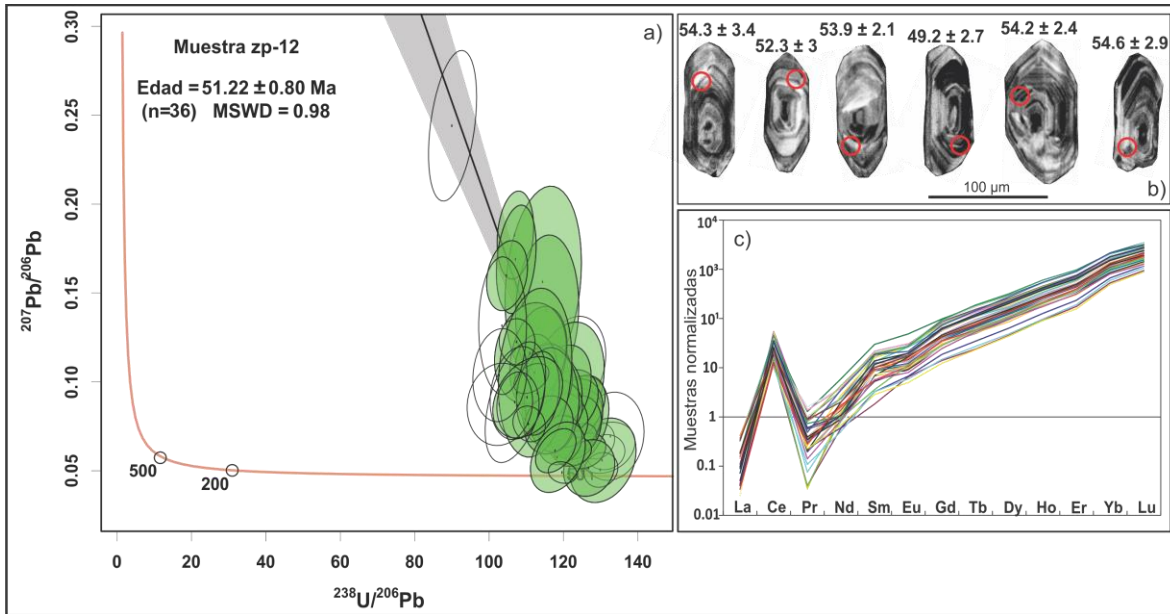 a)
Muestra zp-12
Edad = 51.22 ± 0.80 Ma
(n=36) MSWD = 0.98
207Pb/206Pb
0.30
0.25
0.20
0.15
0.10
0.05
500
200
0 20 40 60 80 100 120 140
238U/206Pb
54.3 ± 3.4
52.3 ± 3
53.9 ± 2.1
49.2 ± 2.7
54.2 ± 2.4
54.6 ± 2.9
100 µm
b)
c)
Muestras normalizadas
10⁴
10³
10¹
10
1
0.1
0.01
La Ce Pr Nd Sm Eu Gd Tb Dy Ho Er Yb Lu